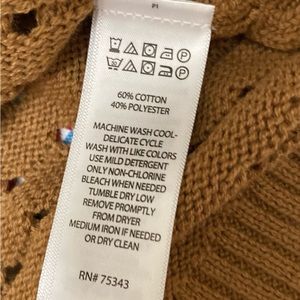 60% COTTON
40% POLYESTER
MACHINE WASH COOL-
DELICATE CYCLE
WASH WITH LIKE COLORS
USE MILD DETERGENT
ONLY NON-CHLORINE
BLEACH WHEN NEEDED
TUMBLE DRY LOW
REMOVE PROMPTLY
FROM DRYER
MEDIUM IRON IF NEEDED
OR DRY CLEAN
RN# 75343